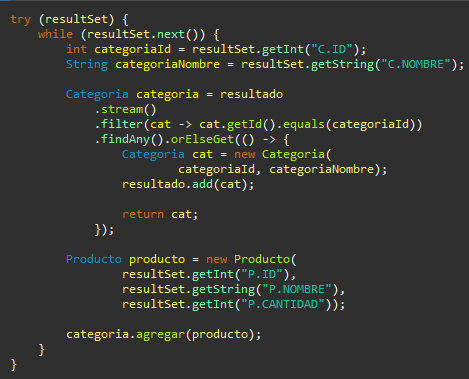 try (resultSet) {
    while (resultSet.next()) {
        int categoriaId = resultSet.getInt("C.ID");
        String categoriaNombre = resultSet.getString("C.NOMBRE");

        Categoria categoria = resultado
            .stream()
            .filter(cat -> cat.getId().equals(categoriaId))
            .findAny().orElseGet(() -> {
                Categoria cat = new Categoria(
                        categoriaId, categoriaNombre);
                resultado.add(cat);

                return cat;
            });

        Producto producto = new Producto(
                resultSet.getInt("P.ID"),
                resultSet.getString("P.NOMBRE"),
                resultSet.getInt("P.CANTIDAD"));

        categoria.agregar(producto);
    }
}